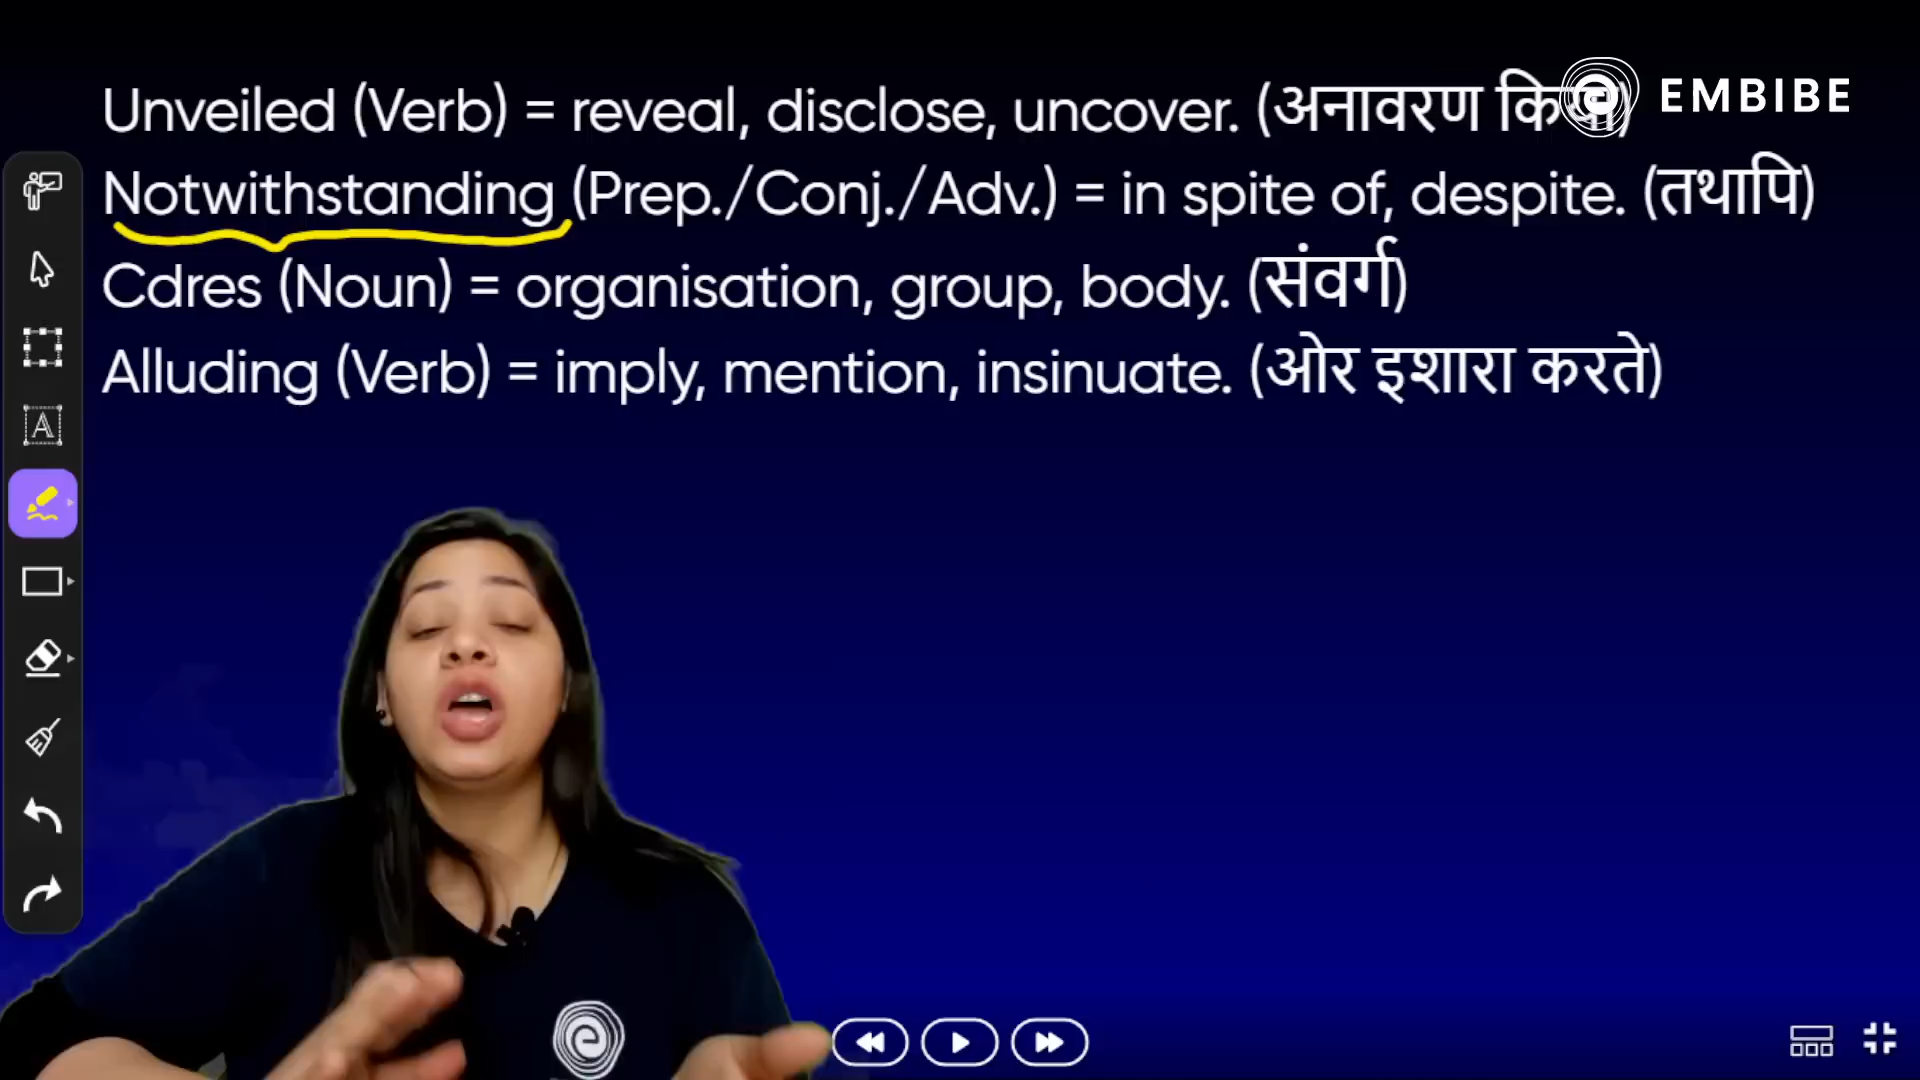 Unveiled (Verb) = reveal, disclose, uncover. (अनावरण किया)
EMBIBE
Notwithstanding (Prep./Conj./Adv.) = in spite of, despite. (तथापि)
Cdres (Noun) = organisation, group, body. (संवर्ग)
Alluding (Verb) = imply, mention, insinuate. (ओर इशारा करते)